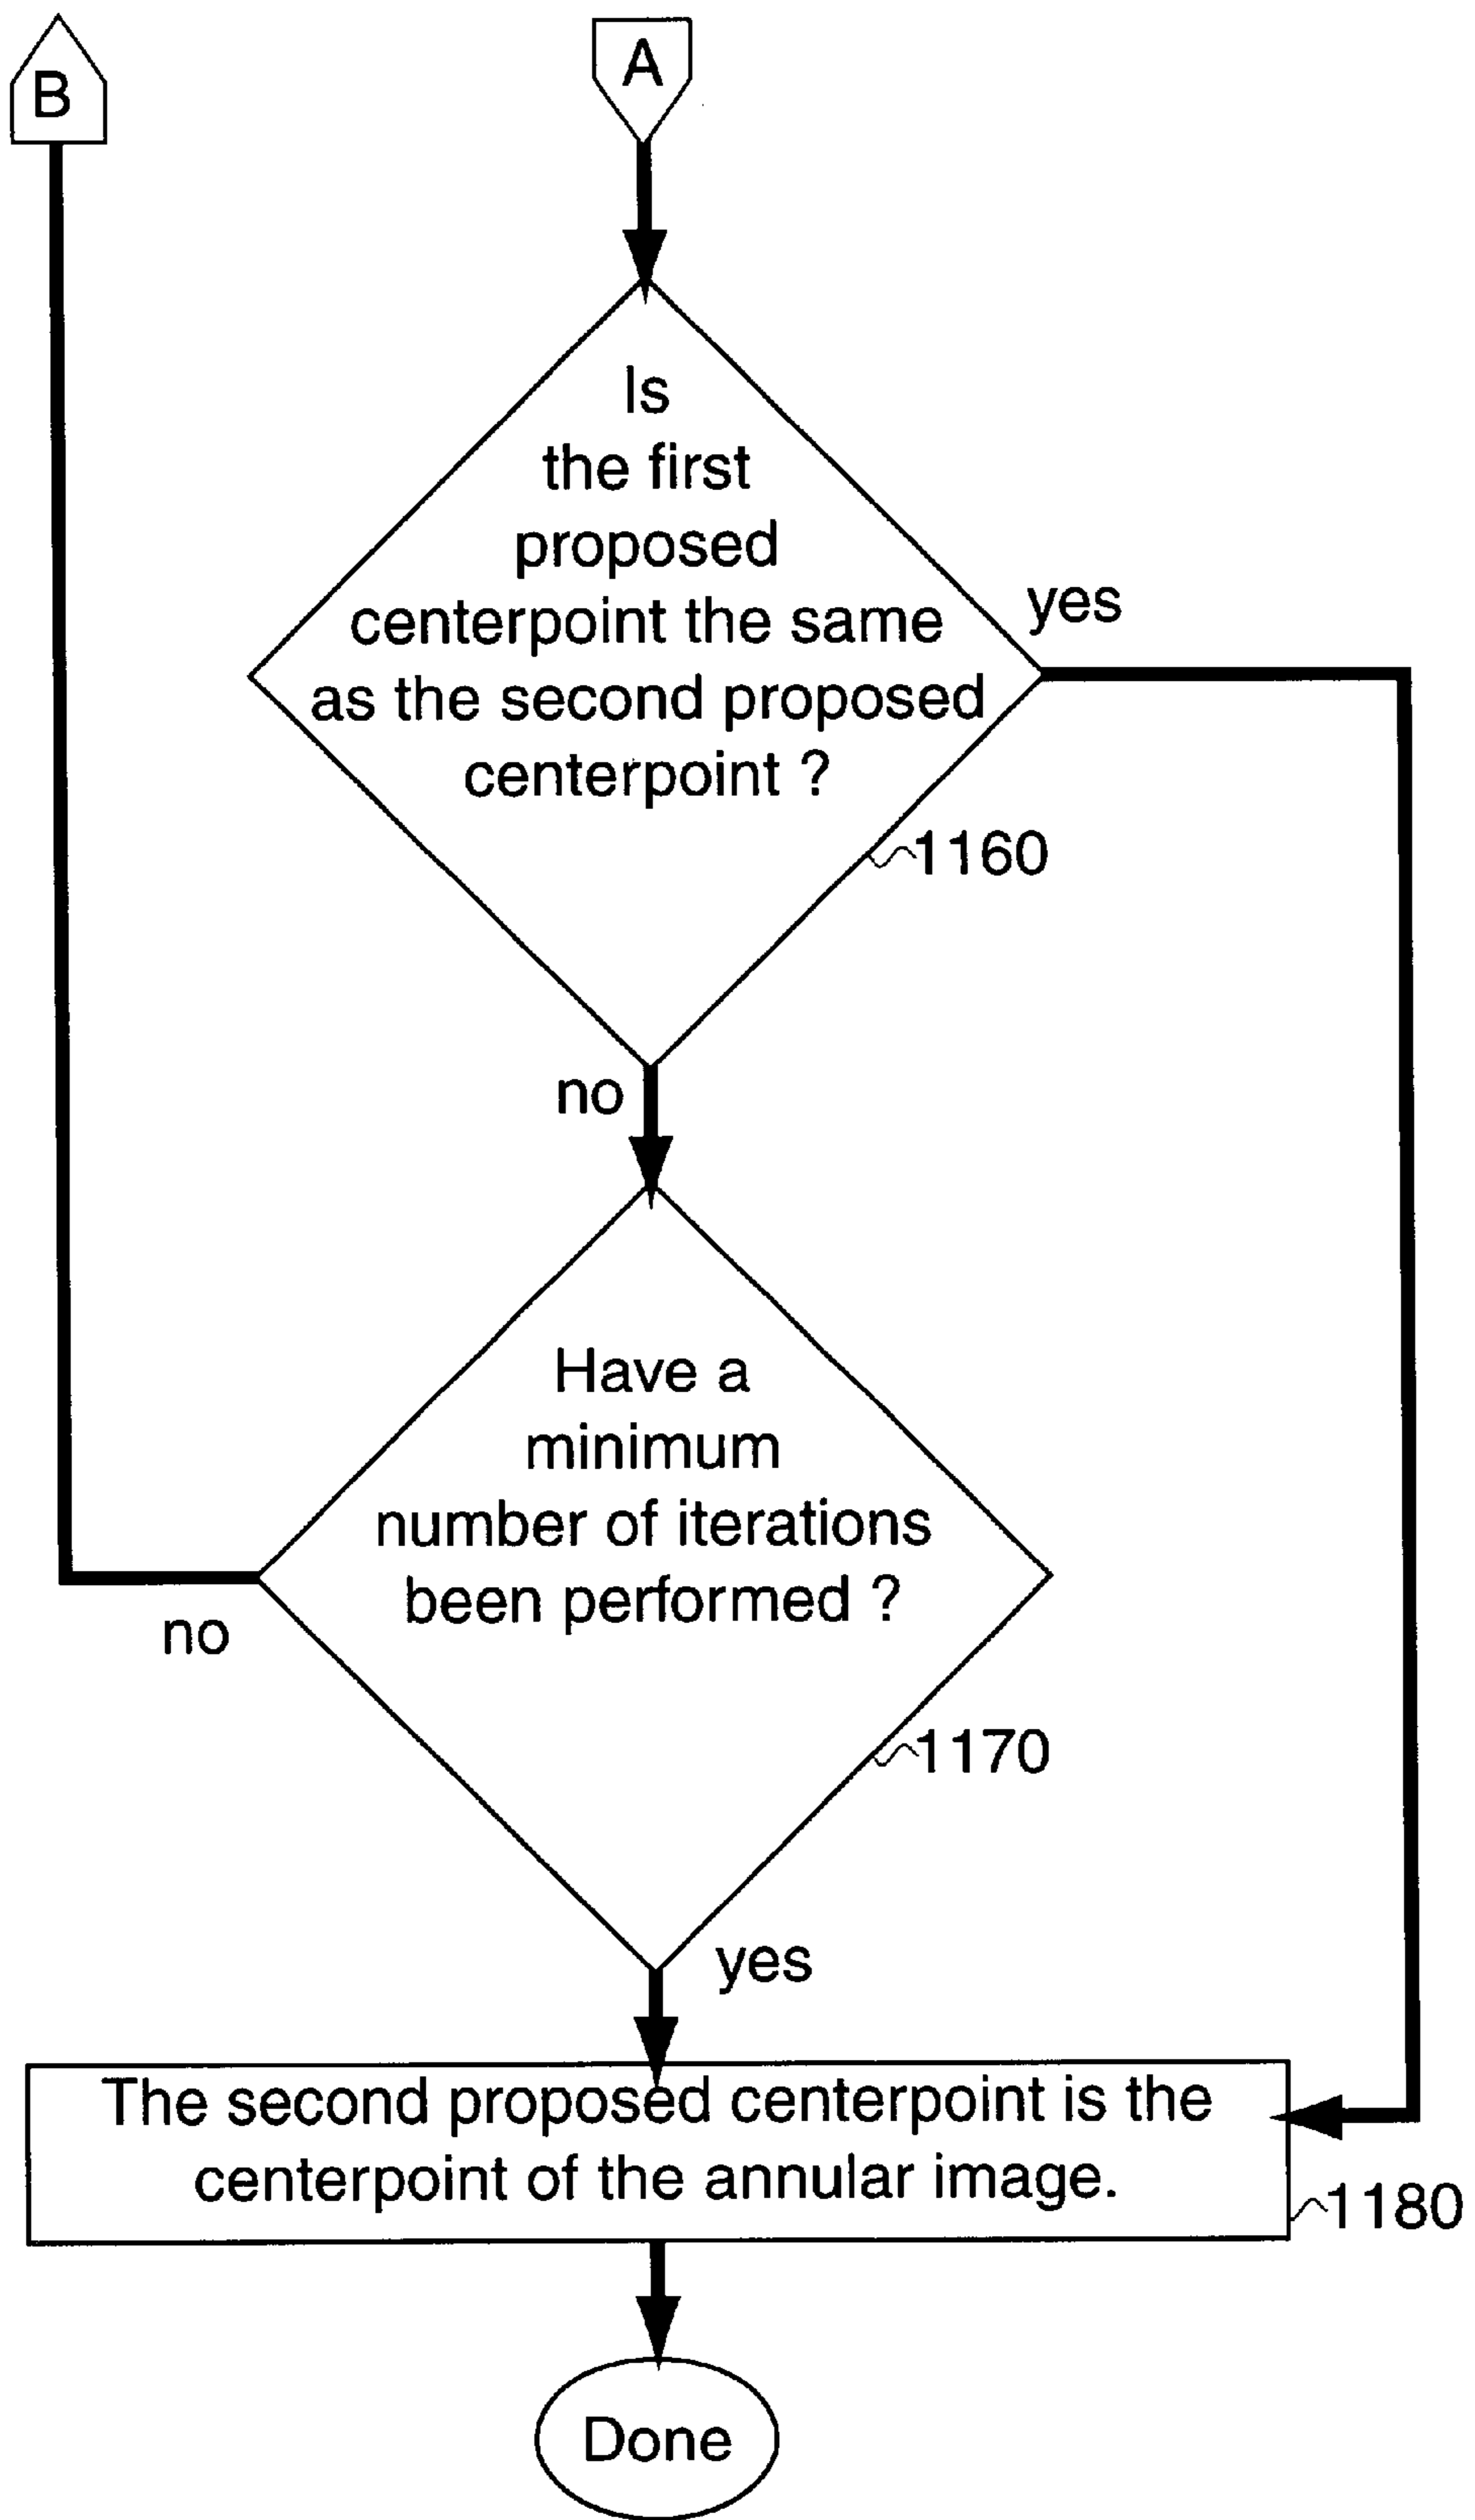 B
A
Is
the first
proposed
centerpoint the same
as the second proposed
centerpoint ?
yes
1160
no
Have a
minimum
number of iterations
been performed ?
no
1170
yes
The second proposed centerpoint is the
centerpoint of the annular image.
1180
Done